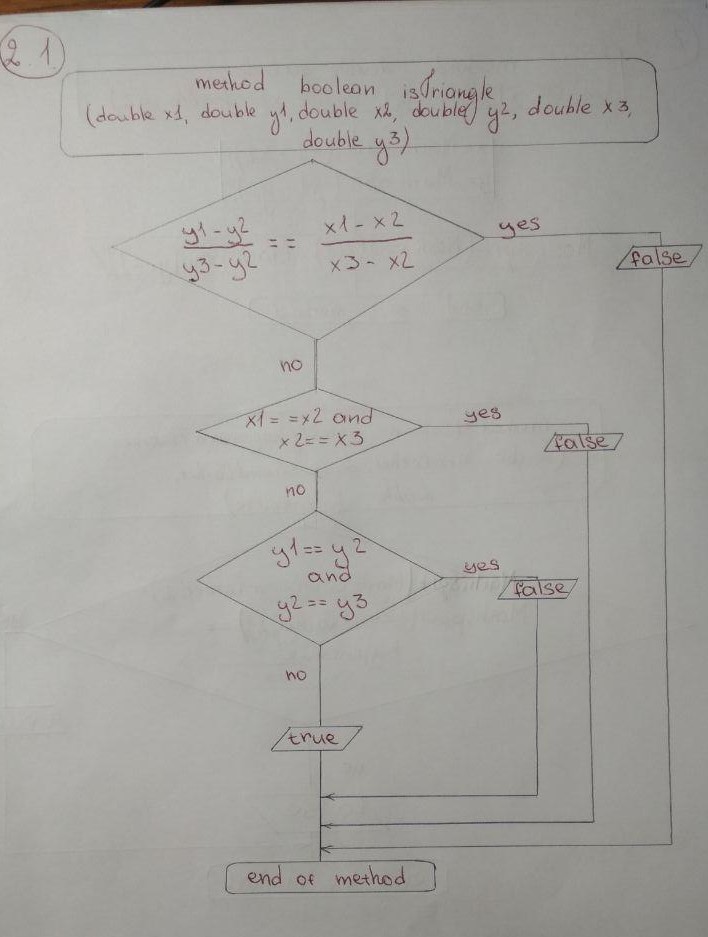 2.1.
method boolean isTriangle
(double x1, double y1, double x2, double y2, double x3,
double y3)
y1-y2 x1-x2
== 
y3-y2 x3-x2
yes
false
no
x1==x2 and
x2==x3
yes
false
no
y1==y2
and
y2==y3
yes
false
no
true
end of method